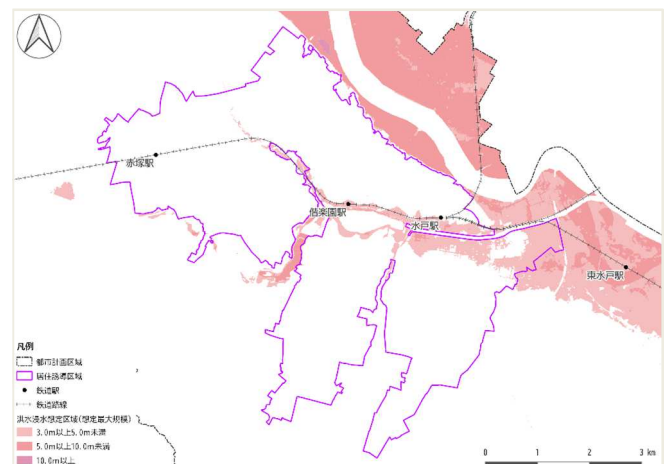 赤塚駅
偕楽園駅
水戸駅
東水戸駅
凡例
都市計画区域
居住誘導区域
鉄道駅
鉄道路線
洪水浸水想定区域(想定最大規模)
3.0m以上5.0m未満
5.0m以上10.0m未満
10.0m以上
0 1 2 3 km